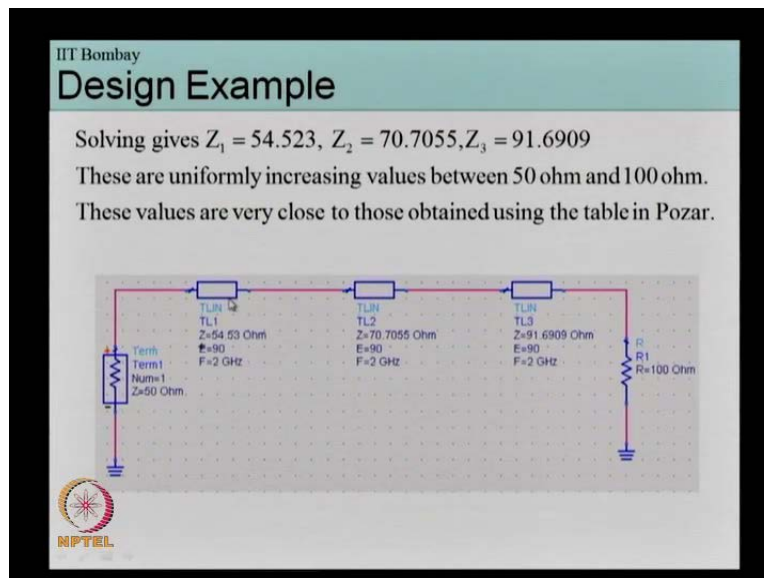 IIT Bombay
Design Example
Solving gives Z₁ = 54.523, Z₂ = 70.7055,Z₃ = 91.6909
These are uniformly increasing values between 50 ohm and 100 ohm.
These values are very close to those obtained using the table in Pozar.
TLIN
TL1
Z=54.53 Ohm
E=90
F=2 GHz
TLIN
TL2
Z=70.7055 Ohm
E=90
F=2 GHz
TLIN
TL3
Z=91.6909 Ohm
E=90
F=2 GHz
Term
Term1
Num=1
Z=50 Ohm
R
R1
R=100 Ohm
NPTEL